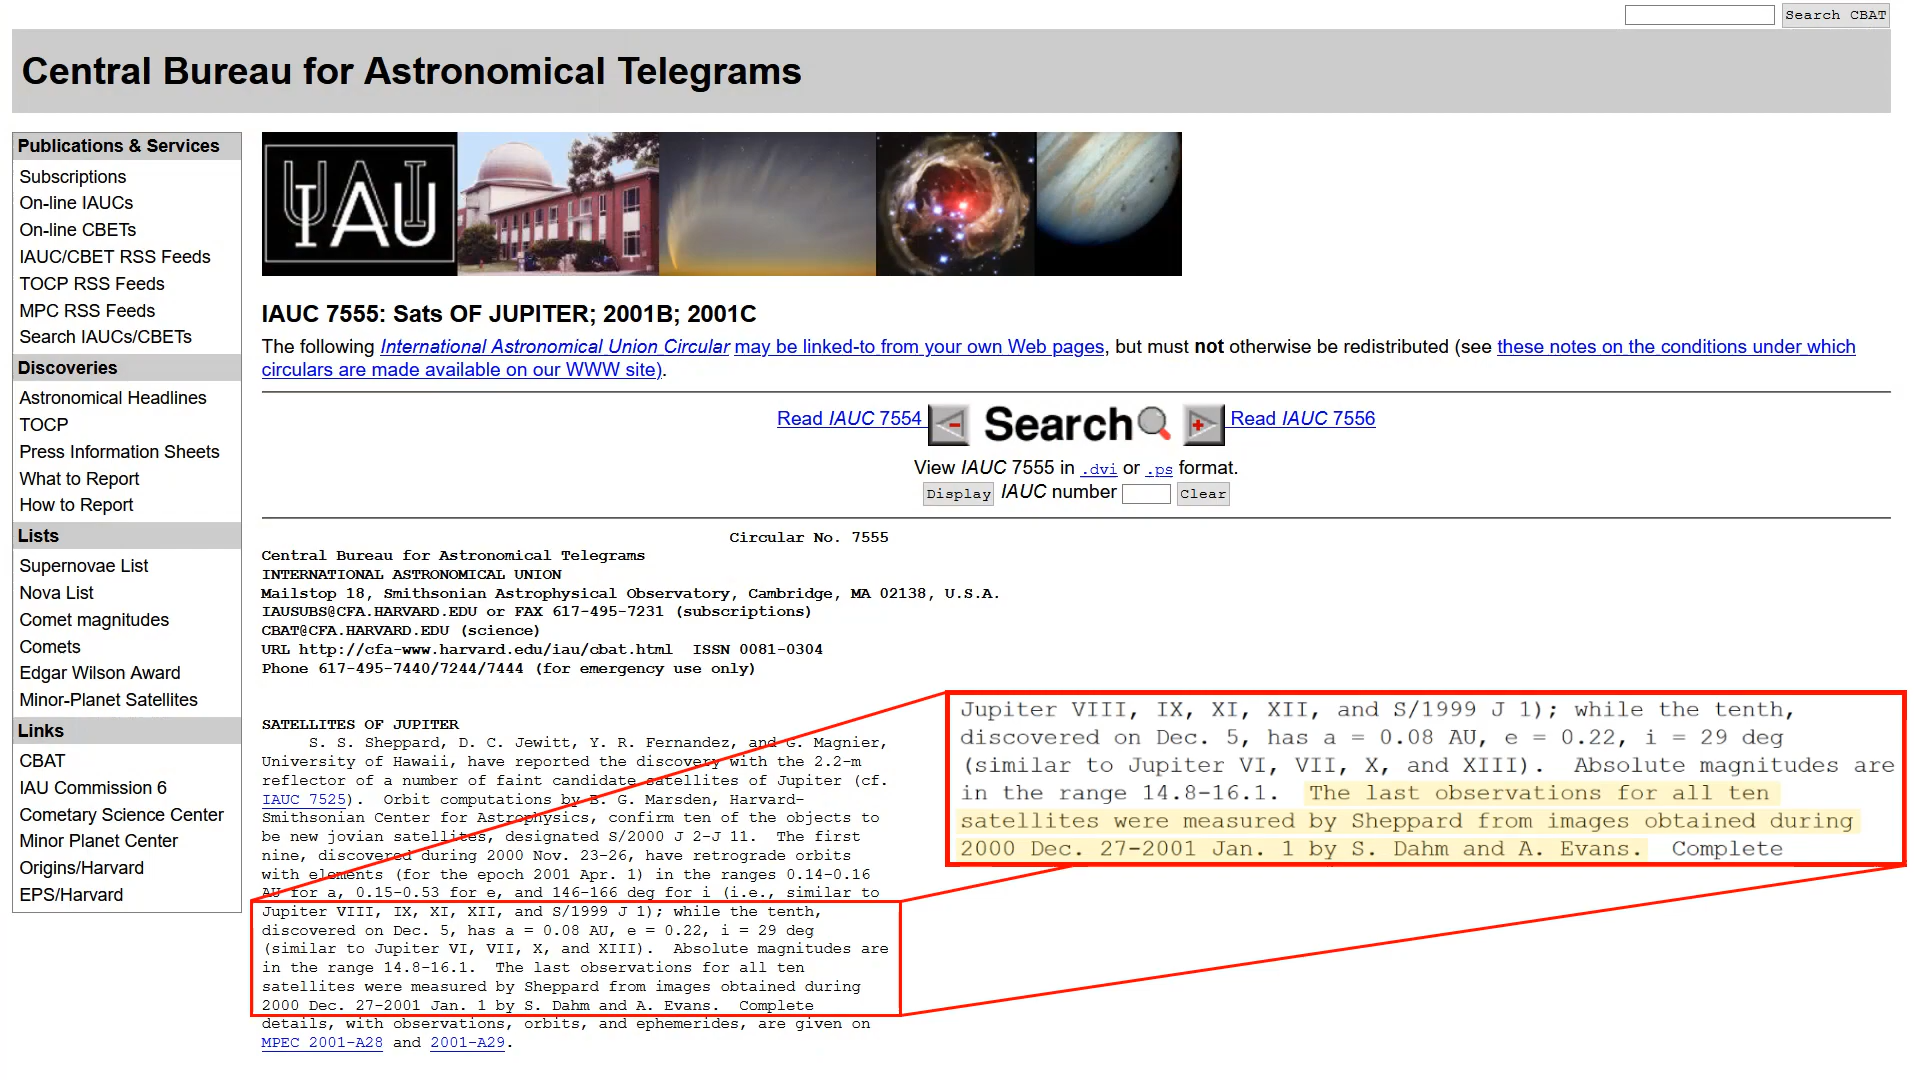 Search CBAT
Central Bureau for Astronomical Telegrams
Publications & Services
Subscriptions
On-line IAUCs
On-line CBETs
IAUC/CBET RSS Feeds
TOCP RSS Feeds
MPC RSS Feeds
Search IAUCs/CBETs
Discoveries
Astronomical Headlines
TOCP
Press Information Sheets
What to Report
How to Report
Lists
Supernovae List
Nova List
Comet magnitudes
Comets
Edgar Wilson Award
Minor-Planet Satellites
Links
CBAT
IAU Commission 6
Cometary Science Center
Minor Planet Center
Origins/Harvard
EPS/Harvard
IAU
IAUC 7555: Sats OF JUPITER; 2001B; 2001C
The following International Astronomical Union Circular may be linked-to from your own Web pages, but must not otherwise be redistributed (see these notes on the conditions under which
circulars are made available on our WWW site).
Read IAUC 7554 - Search + Read IAUC 7556
View IAUC 7555 in .dvi or .ps format.
Display IAUC number Clear
Circular No. 7555
Central Bureau for Astronomical Telegrams
INTERNATIONAL ASTRONOMICAL UNION
Mailstop 18, Smithsonian Astrophysical Observatory, Cambridge, MA 02138, U.S.A.
IAUSUBS@CFA.HARVARD.EDU or FAX 617-495-7231 (subscriptions)
CBAT@CFA.HARVARD.EDU (science)
URL http://cfa-www.harvard.edu/iau/cbat.html ISSN 0081-0304
Phone 617-495-7440/7244/7444 (for emergency use only)
SATELLITES OF JUPITER
S. S. Sheppard, D. C. Jewitt, Y. R. Fernandez, and G. Magnier,
University of Hawaii, have reported the discovery with the 2.2-m
reflector of a number of faint candidate satellites of Jupiter (cf.
IAUC 7525). Orbit computations by B. G. Marsden, Harvard-
Smithsonian Center for Astrophysics, confirm ten of the objects to
be new jovian satellites, designated S/2000 J 2-J 11. The first
nine, discovered during 2000 Nov. 23-26, have retrograde orbits
with elements (for the epoch 2001 Apr. 1) in the ranges 0.14-0.16
AU for a, 0.15-0.53 for e, and 146-166 deg for i (i.e., similar to
Jupiter VIII, IX, XI, XII, and S/1999 J 1); while the tenth,
discovered on Dec. 5, has a = 0.08 AU, e = 0.22, i = 29 deg
(similar to Jupiter VI, VII, X, and XIII). Absolute magnitudes are
in the range 14.8-16.1. The last observations for all ten
satellites were measured by Sheppard from images obtained during
2000 Dec. 27-2001 Jan. 1 by S. Dahm and A. Evans. Complete
details, with observations, orbits, and ephemerides, are given on
MPEC 2001-A28 and 2001-A29.
Jupiter VIII, IX, XI, XII, and S/1999 J 1); while the tenth,
discovered on Dec. 5, has a = 0.08 AU, e = 0.22, i = 29 deg
(similar to Jupiter VI, VII, X, and XIII). Absolute magnitudes are
in the range 14.8-16.1. The last observations for all ten
satellites were measured by Sheppard from images obtained during
2000 Dec. 27-2001 Jan. 1 by S. Dahm and A. Evans. Complete